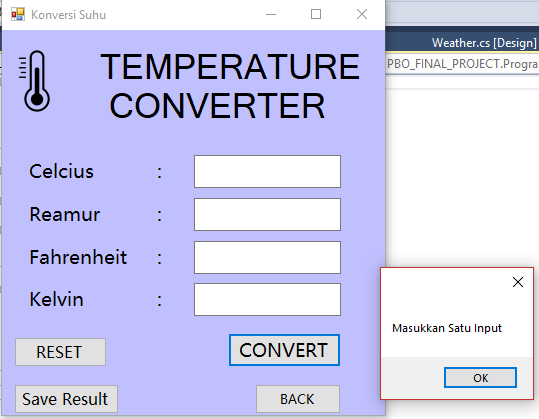 Konversi Suhu
Weather.cs [Design]
PBO_FINAL_PROJECT.Progra
TEMPERATURE
CONVERTER
Celcius :
Reamur :
Fahrenheit :
Kelvin :
Masukkan Satu Input
OK
RESET CONVERT
Save Result BACK